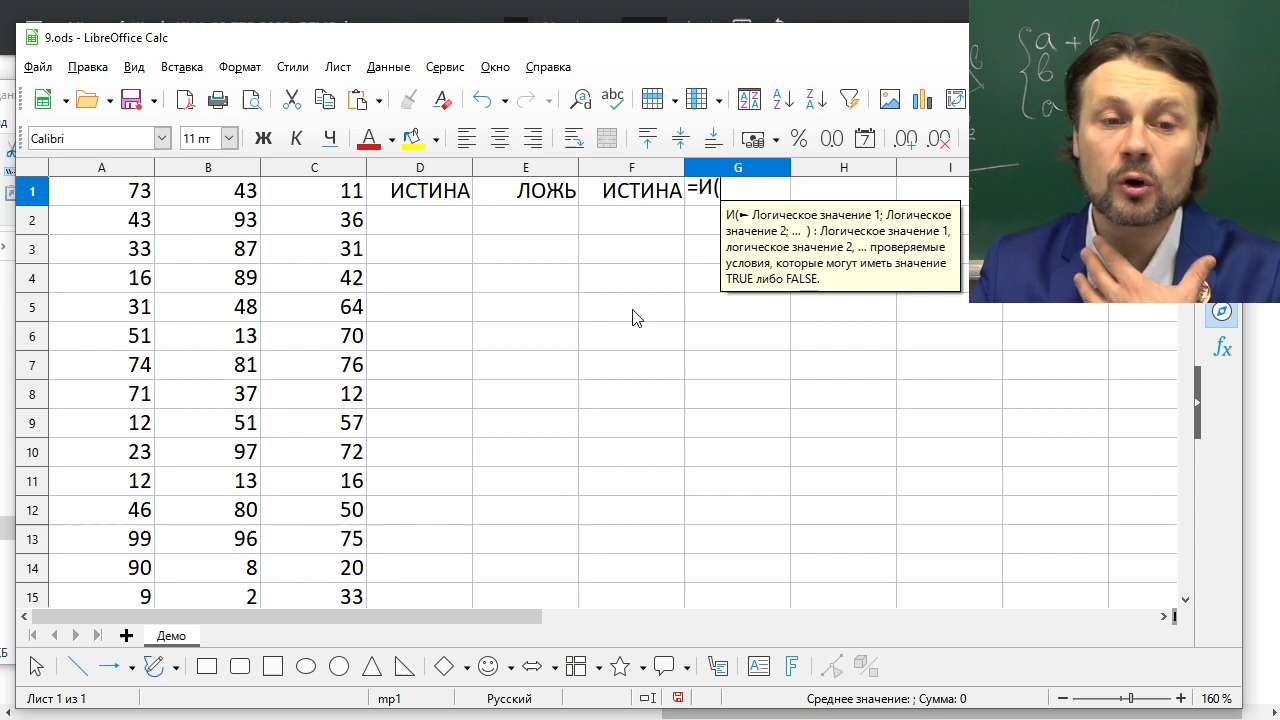 9.ods - LibreOffice Calc
Файл Правка Вид Вставка Формат Стили Лист Данные Сервис Окно Справка
Calibri 11 пт Ж К Ч
A B C D E F G H I
1 73 43 11 ИСТИНА ЛОЖЬ ИСТИНА =И(
И(► Логическое значение 1; Логическое
значение 2; ... ) : Логическое значение 1,
логическое значение 2, ... проверяемые
условия, которые могут иметь значение
TRUE либо FALSE.
2 43 93 36
3 33 87 31
4 16 89 42
5 31 48 64
6 51 13 70
7 74 81 76
8 71 37 12
9 12 51 57
10 23 97 72
11 12 13 16
12 46 80 50
13 99 96 75
14 90 8 20
15 9 2 33
Демо
Лист 1 из 1 mp1 Русский Среднее значение: ; Сумма: 0 160 %